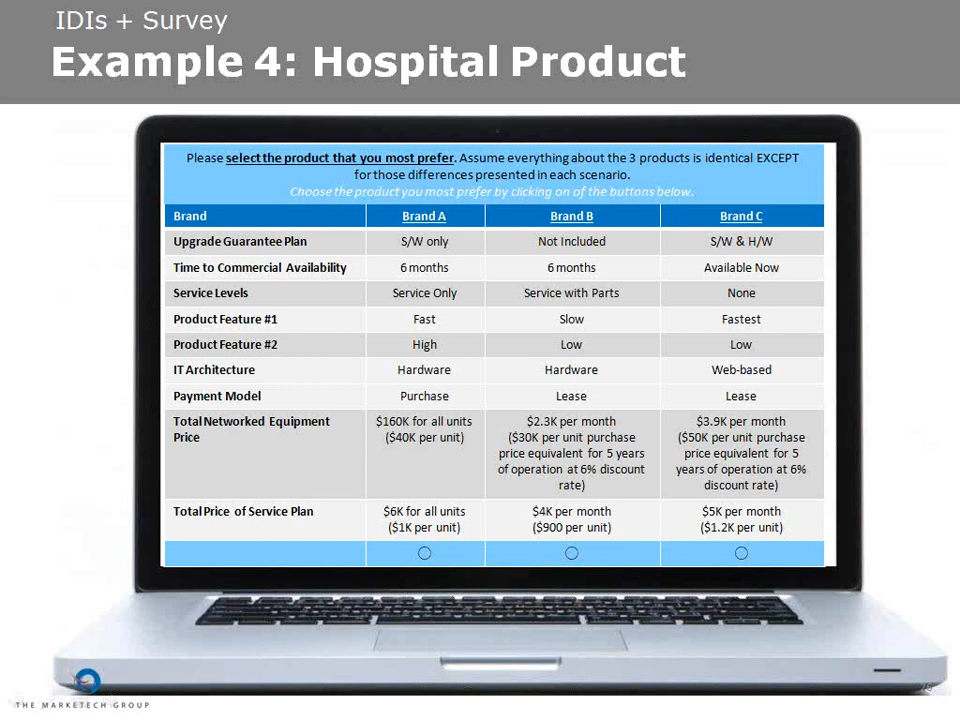 IDIs + Survey
Example 4: Hospital Product
Please select the product that you most prefer. Assume everything about the 3 products is identical EXCEPT
for those differences presented in each scenario.
Choose the product you most prefer by clicking on of the buttons below.
Brand Brand A Brand B Brand C
Upgrade Guarantee Plan S/W only Not Included S/W & H/W
Time to Commercial Availability 6 months 6 months Available Now
Service Levels Service Only Service with Parts None
Product Feature #1 Fast Slow Fastest
Product Feature #2 High Low Low
IT Architecture Hardware Hardware Web-based
Payment Model Purchase Lease Lease
Total Networked Equipment $160K for all units $2.3K per month $3.9K per month
Price ($40K per unit) ($30K per unit purchase ($50K per unit purchase
price equivalent for 5 years price equivalent for 5
of operation at 6% discount years of operation at 6%
rate) discount rate)
Total Price of Service Plan $6K for all units $4K per month $5K per month
($1K per unit) ($900 per unit) ($1.2K per unit)
THE MARKETECH GROUP